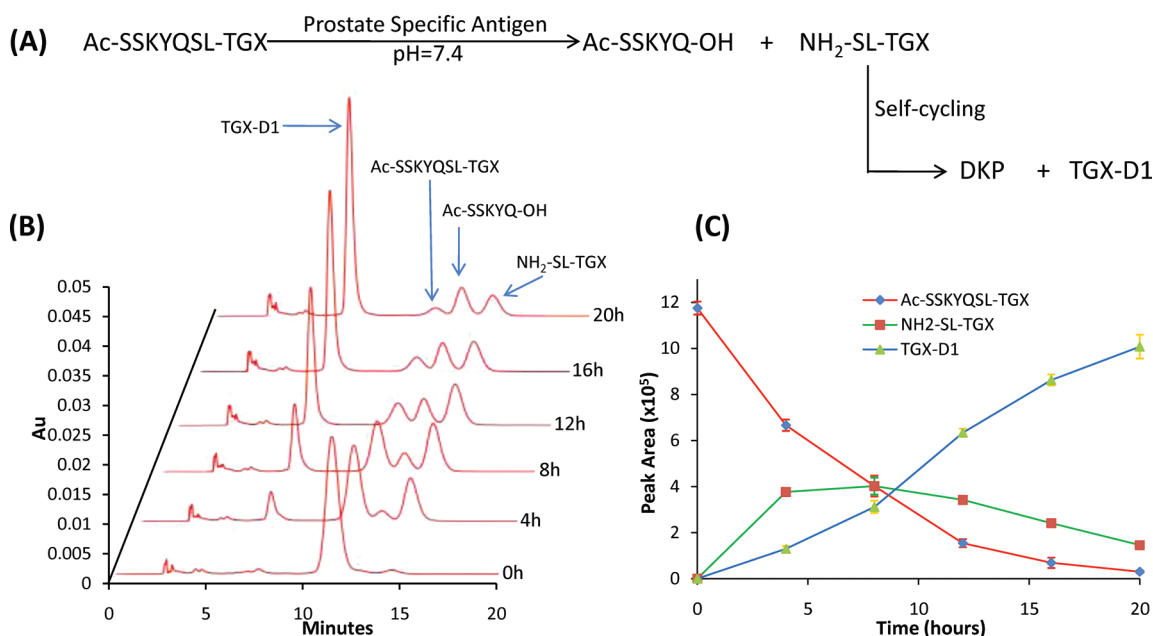 (A)
Ac-SSKYQSL-TGX
Prostate Specific Antigen
pH=7.4
Ac-SSKYQ-OH + NH2-SL-TGX
Self-cycling
DKP + TGX-D1
(B)
TGX-D1
Ac-SSKYQSL-TGX
Ac-SSKYQ-OH
NH2-SL-TGX
0.05
0.045
0.04
0.035
0.03
0.025
0.02
0.015
0.01
0.005
0
Au
20h
16h
12h
8h
4h
0h
0 5 10 15 20
Minutes
(C)
Ac-SSKYQSL-TGX
NH2-SL-TGX
TGX-D1
12
10
8
6
4
2
0
Peak Area (x10⁵)
0 5 10 15 20
Time (hours)